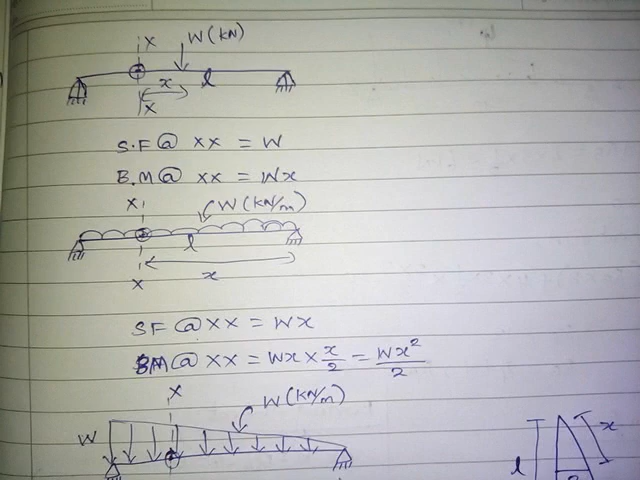 X W(kN)
x l
X
S.F @ XX = W
B.M @ XX = Wx
X W(kN/m)
l
x
X
SF @ XX = Wx
BM @ XX = Wx × x/2 = Wx²/2
X W(kN/m)
W
l x